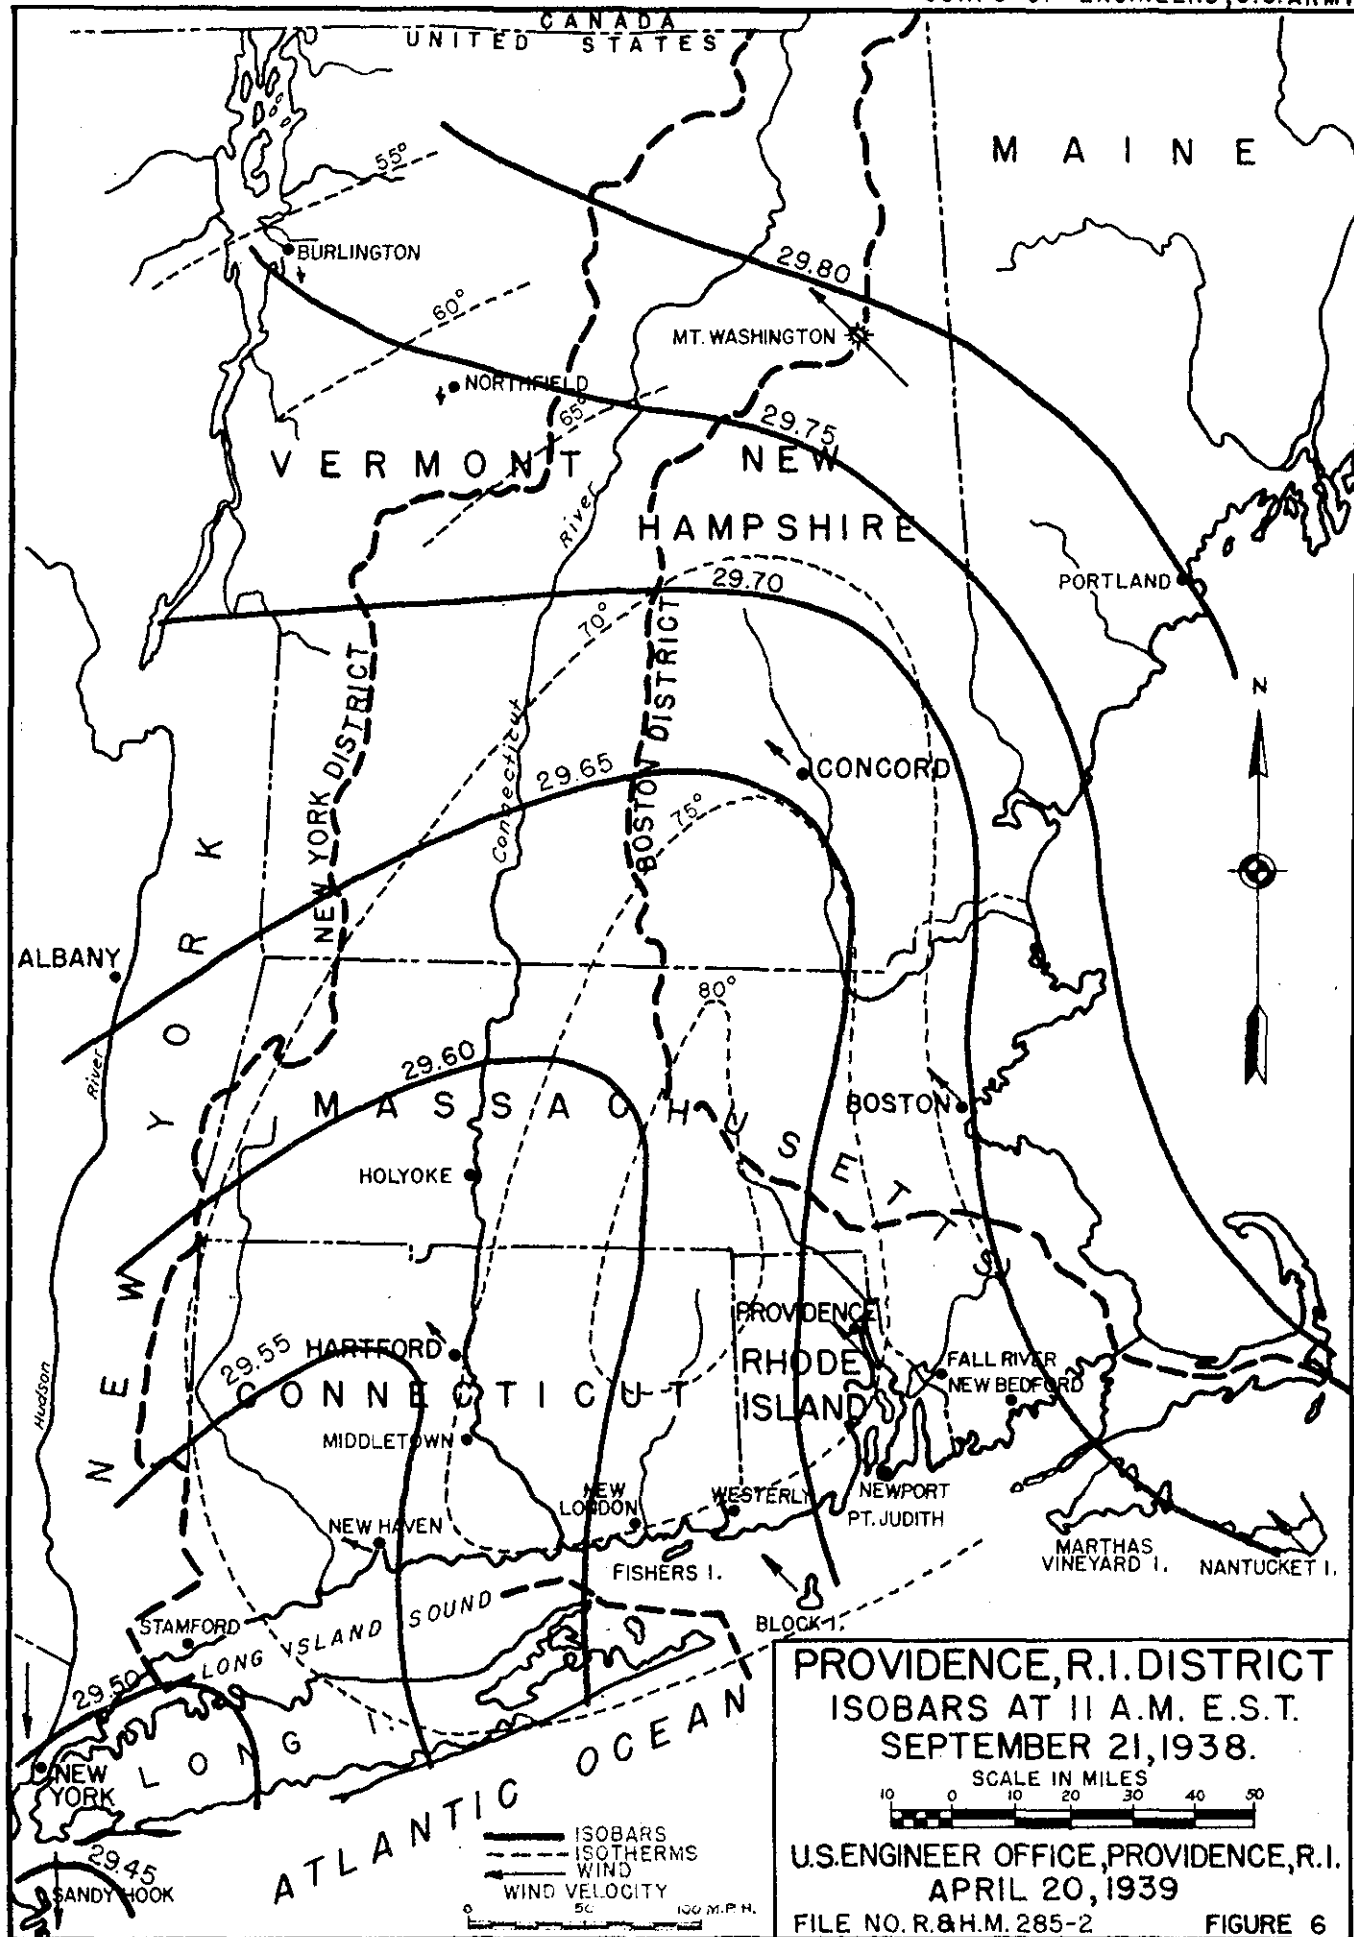 CORPS OF ENGINEERS, U.S. ARMY
CANADA
UNITED STATES
MAINE
55°
BURLINGTON
29.80
60°
MT. WASHINGTON
NORTHFIELD
65°
29.75
VERMONT
NEW
HAMPSHIRE
River
PORTLAND
29.70
70°
NEW YORK DISTRICT
BOSTON DISTRICT
Connecticut
N
CONCORD
29.65
75°
ALBANY
80°
River
29.60
MASSACHUSETTS
BOSTON
HOLYOKE
NEW YORK
PROVIDENCE
HARTFORD
29.55
RHODE
ISLAND
FALL RIVER
NEW BEDFORD
Hudson
CONNECTICUT
MIDDLETOWN
NEW
LONDON
WESTERLY
NEWPORT
PT. JUDITH
NEW HAVEN
MARTHAS
VINEYARD I.
NANTUCKET I.
FISHERS I.
BLOCK I.
STAMFORD
LONG ISLAND SOUND
29.50
LONG I.
NEW
YORK
ATLANTIC OCEAN
29.45
SANDY HOOK
ISOBARS
ISOTHERMS
WIND
WIND VELOCITY
0 50 100 M.P.H.
PROVIDENCE, R.I. DISTRICT
ISOBARS AT 11 A.M. E.S.T.
SEPTEMBER 21, 1938.
SCALE IN MILES
10 0 10 20 30 40 50
U.S. ENGINEER OFFICE, PROVIDENCE, R.I.
APRIL 20, 1939
FILE NO. R.&H.M. 285-2 FIGURE 6